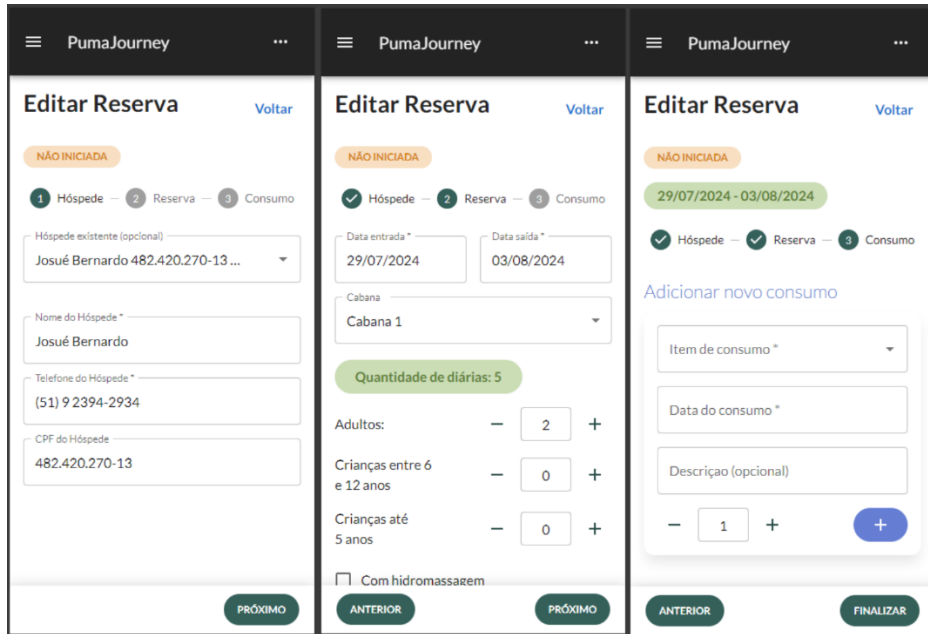 PumaJourney
Editar Reserva
Voltar
NÃO INICIADA
1 Hóspede
2 Reserva
3 Consumo
Hóspede existente (opcional)
Josué Bernardo 482.420.270-13 ...
Nome do Hóspede *
Josué Bernardo
Telefone do Hóspede *
(51) 9 2394-2934
CPF do Hóspede
482.420.270-13
PRÓXIMO
PumaJourney
Editar Reserva
Voltar
NÃO INICIADA
Hóspede
2 Reserva
3 Consumo
Data entrada *
29/07/2024
Data saída *
03/08/2024
Cabana
Cabana 1
Quantidade de diárias: 5
Adultos:
2
Crianças entre 6
e 12 anos
0
Crianças até
5 anos
0
Com hidromassagem
ANTERIOR
PRÓXIMO
PumaJourney
Editar Reserva
Voltar
NÃO INICIADA
29/07/2024 - 03/08/2024
Hóspede
Reserva
3 Consumo
Adicionar novo consumo
Item de consumo *
Data do consumo *
Descriçao (opcional)
1
ANTERIOR
FINALIZAR